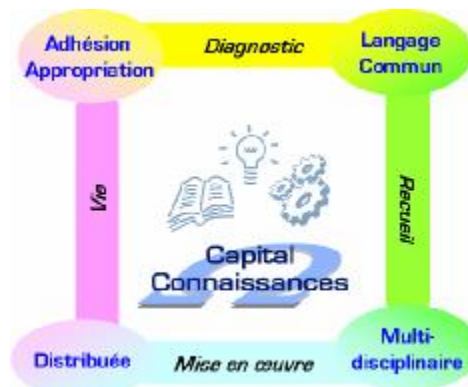 Adhésion
Appropriation
Diagnostic
Langage
Commun
Vie
Recueil
Capital
Connaissances
Distribuée
Mise en œuvre
Multi-
disciplinaire